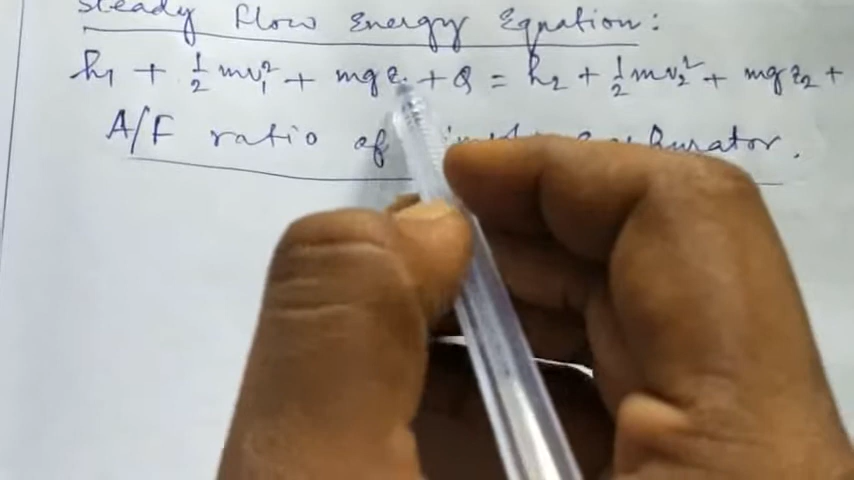 Steady Flow Energy Equation :
h₁ + ½ mv₁² + mgz₁ + Q = h₂ + ½ mv₂² + mgz₂ +
A/F ratio of